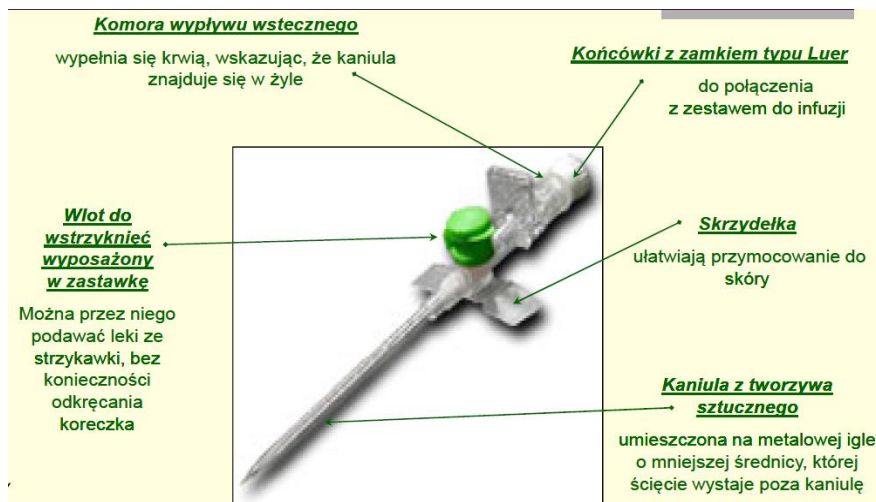 Komora wypływu wstecznego
wypełnia się krwią, wskazując, że kaniula
znajduje się w żyle
Końcówki z zamkiem typu Luer
do połączenia
z zestawem do infuzji
Wlot do
wstrzyknięć
wyposażony
w zastawkę
Można przez niego
podawać leki ze
strzykawki, bez
konieczności
odkręcania
koreczka
Skrzydełka
ułatwiają przymocowanie do
skóry
Kaniula z tworzywa
sztucznego
umieszczona na metalowej igle
o mniejszej średnicy, której
ścięcie wystaje poza kaniulę